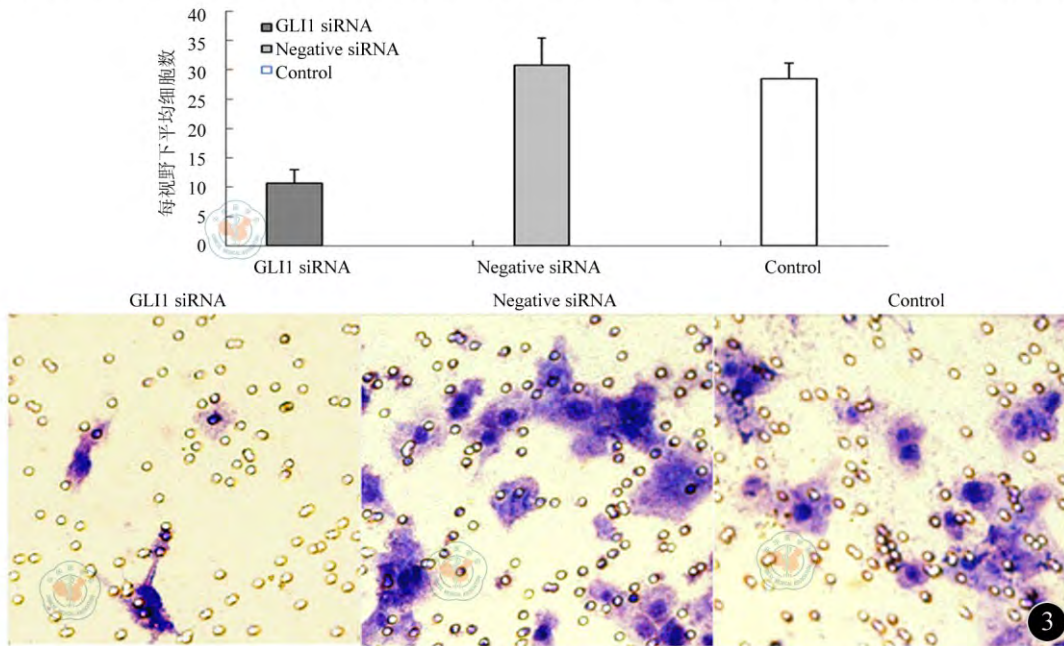 40
35
30
25
20
15
10
5
0
每视野下平均细胞数
GLI1 siRNA
Negative siRNA
Control
GLI1 siRNA
Negative siRNA
Control
GLI1 siRNA
Negative siRNA
Control
3